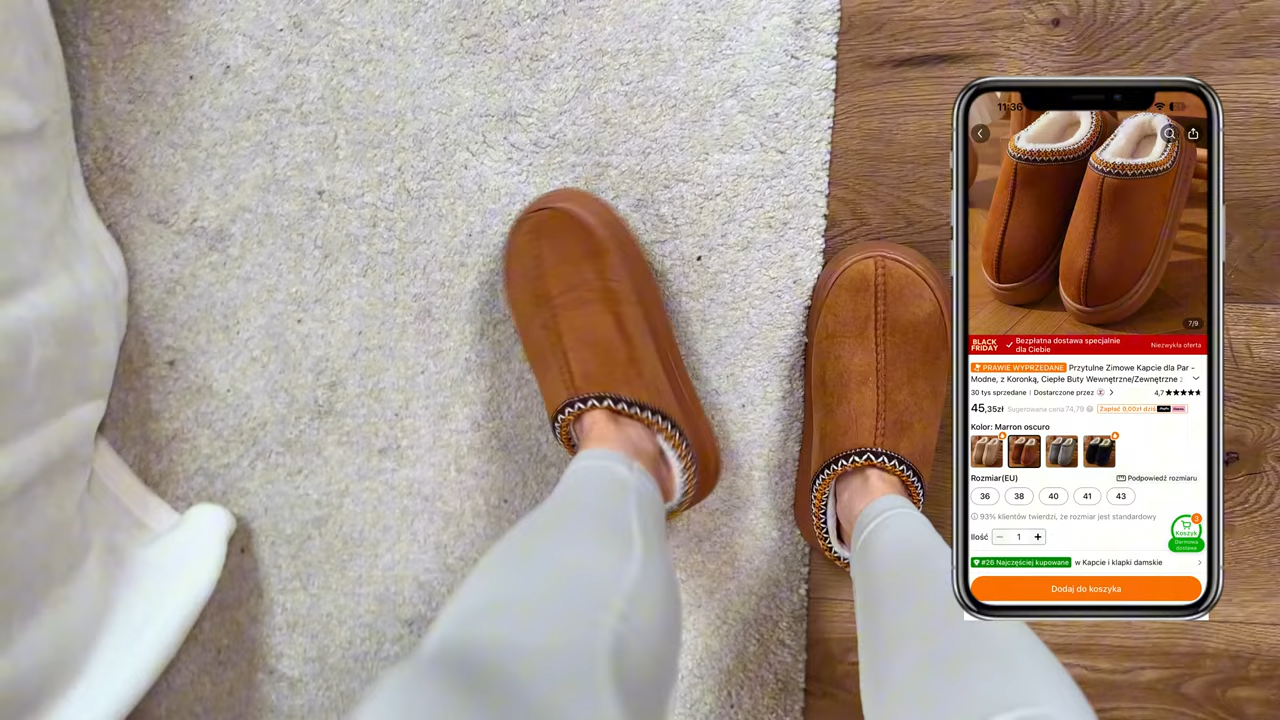 11:36
7/9
BLACK FRIDAY
Bezpłatna dostawa specjalnie dla Ciebie
Niezwykła oferta
PRAWIE WYPRZEDANE Przytulne Zimowe Kapcie dla Par -
Modne, z Koronką, Ciepłe Buty Wewnętrzne/Zewnętrzne
30 tys sprzedane | Dostarczone przez
4,7 ★★★★★
45,35zł Sugerowana cena 74,79 Zapłać 0,00zł dziś
Kolor: Marron oscuro
Rozmiar(EU) Podpowiedź rozmiaru
36 38 40 41 43
93% klientów twierdzi, że rozmiar jest standardowy
3
Koszyk
Darmowa dostawa
Ilość − 1 +
#26 Najczęściej kupowane w Kapcie i klapki damskie
Dodaj do koszyka